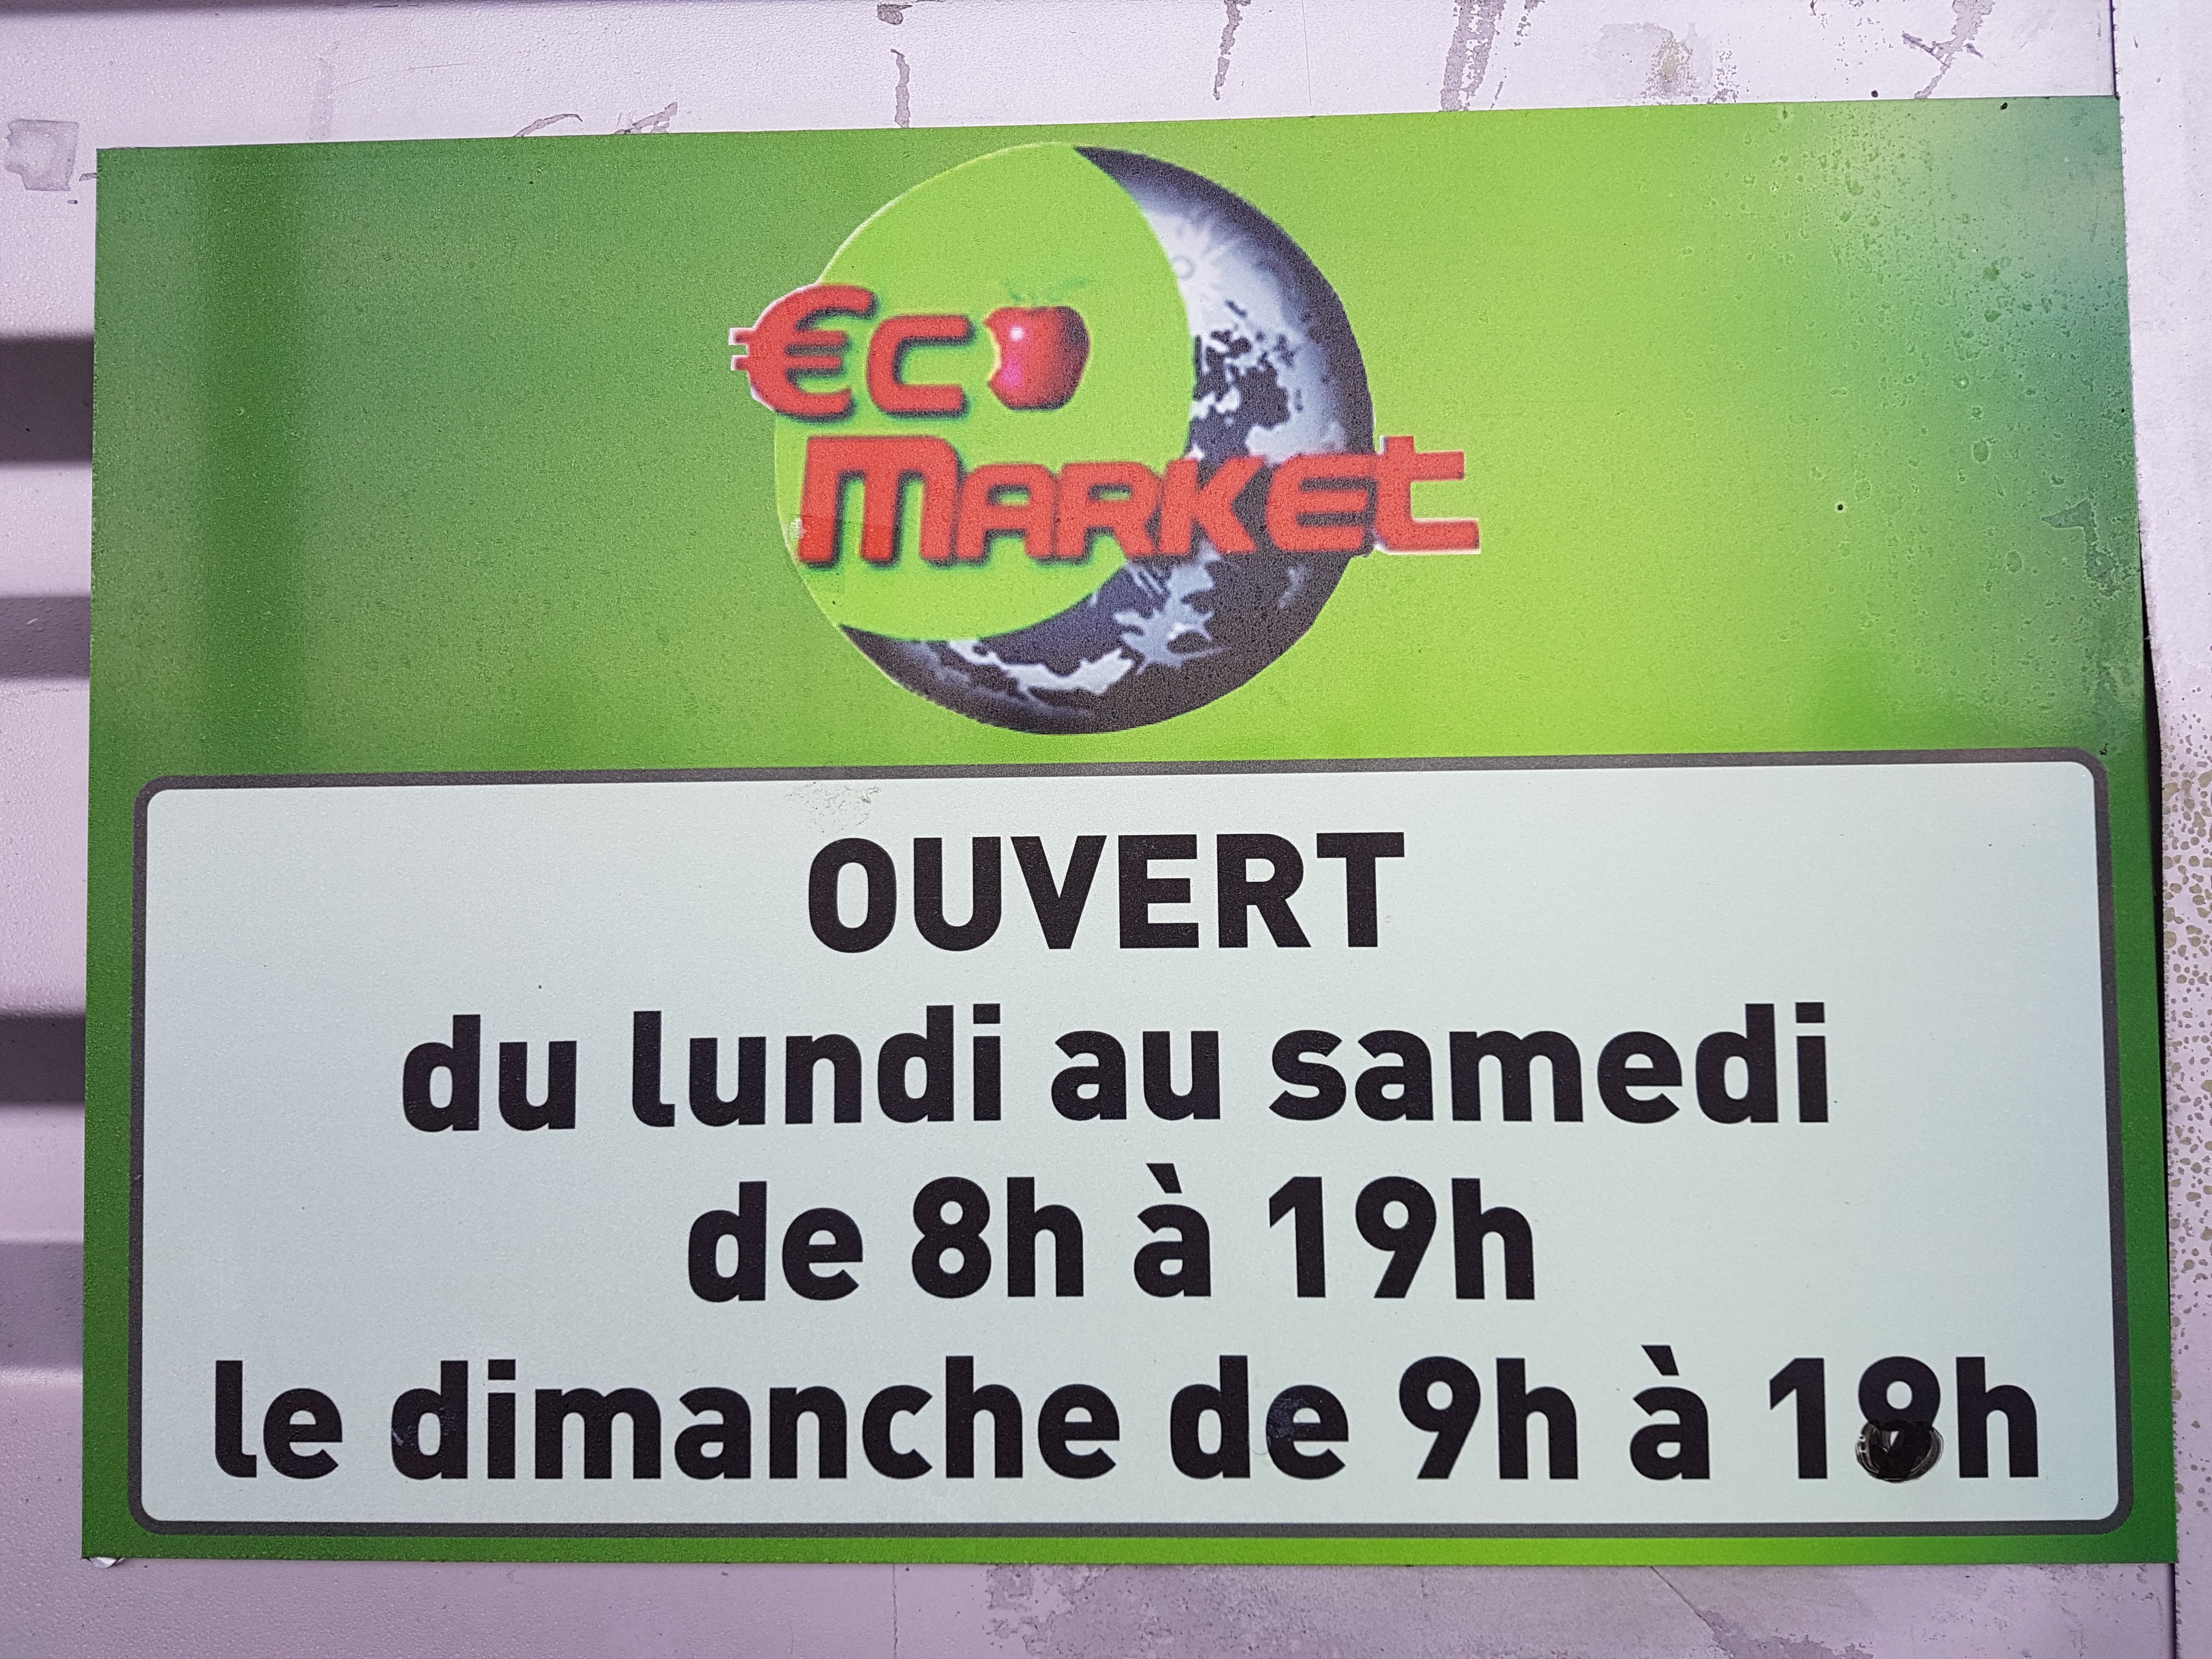 €co
Market
OUVERT
du lundi au samedi
de 8h à 19h
le dimanche de 9h à 18h